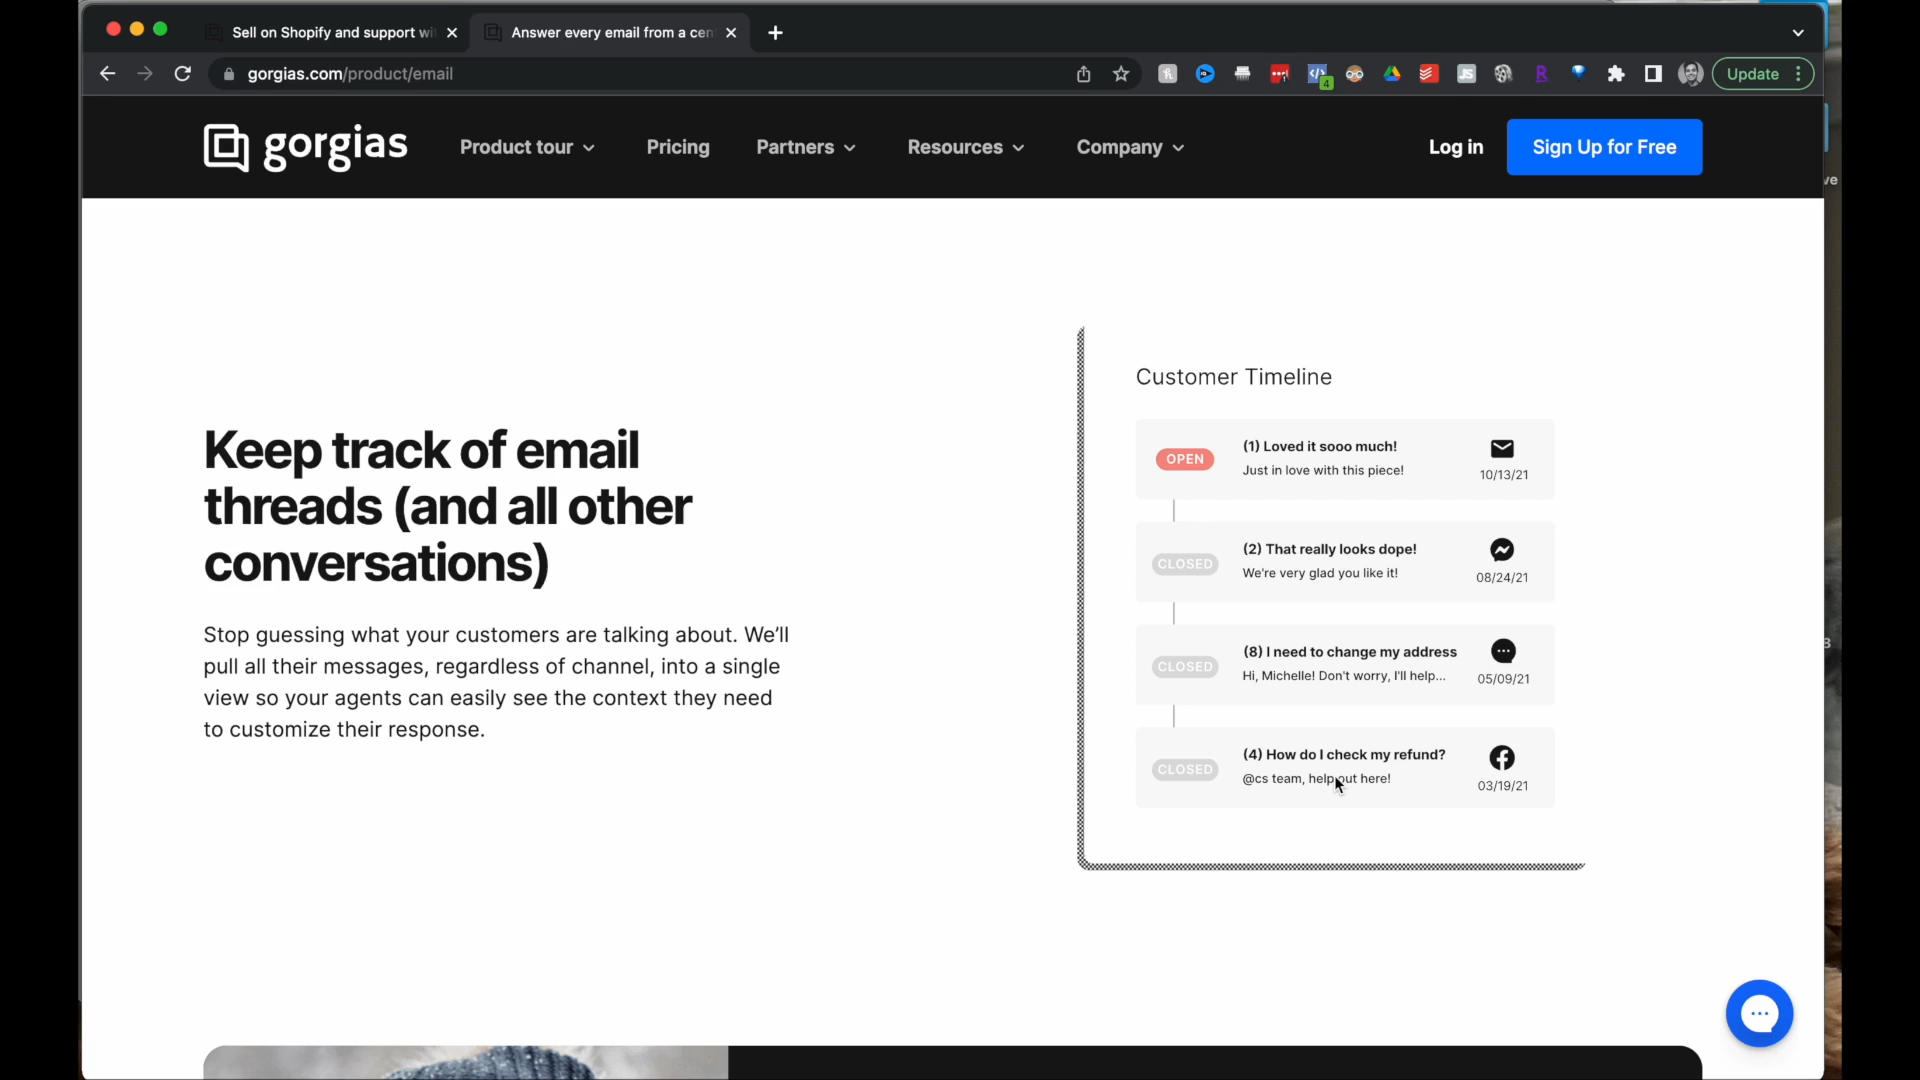 Sell on Shopify and support wi
Answer every email from a cen
gorgias.com/product/email
4
Update
gorgias
Product tour
Pricing
Partners
Resources
Company
Log in
Sign Up for Free
ve
Customer Timeline
OPEN
(1) Loved it sooo much!
Just in love with this piece!
10/13/21
CLOSED
(2) That really looks dope!
We're very glad you like it!
08/24/21
CLOSED
(8) I need to change my address
Hi, Michelle! Don't worry, I'll help...
05/09/21
CLOSED
(4) How do I check my refund?
@cs team, help out here!
03/19/21
Keep track of email
threads (and all other
conversations)
Stop guessing what your customers are talking about. We'll
pull all their messages, regardless of channel, into a single
view so your agents can easily see the context they need
to customize their response.